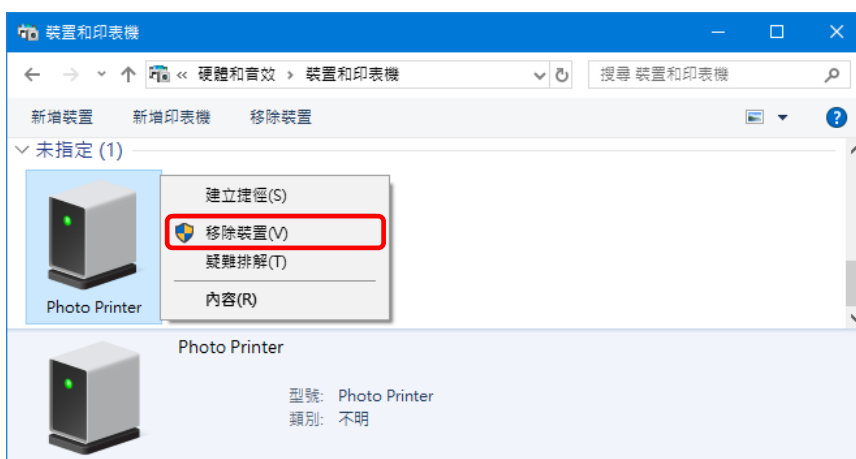 裝置和印表機
« 硬體和音效 › 裝置和印表機
搜尋 裝置和印表機
新增裝置 新增印表機 移除裝置
未指定 (1)
建立捷徑(S)
移除裝置(V)
疑難排解(T)
內容(R)
Photo Printer
Photo Printer
型號: Photo Printer
類別: 不明